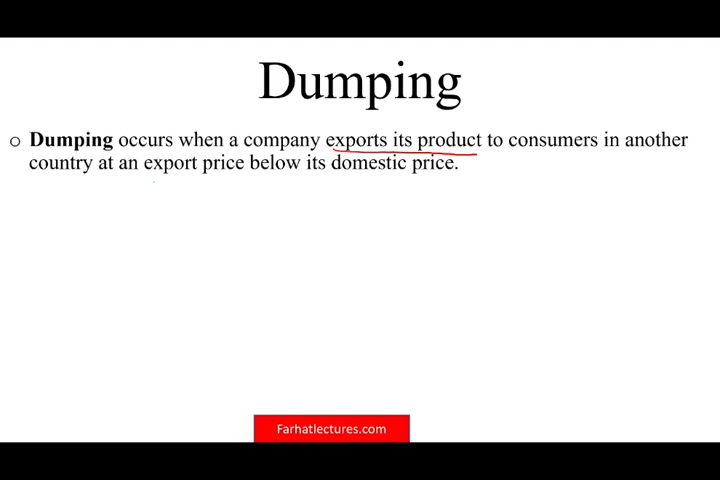 Dumping
o Dumping occurs when a company exports its product to consumers in another
country at an export price below its domestic price.
Farhatlectures.com